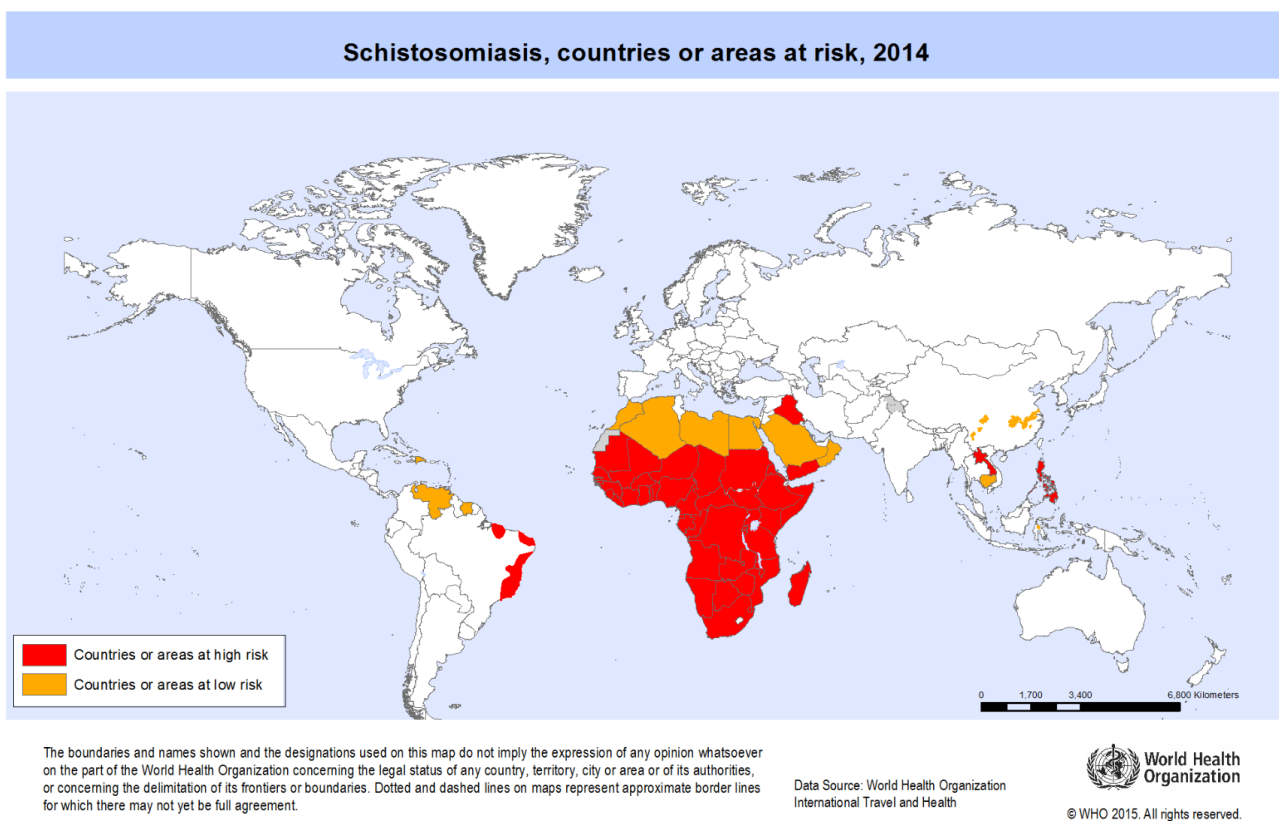 Schistosomiasis, countries or areas at risk, 2014
Countries or areas at high risk
Countries or areas at low risk
0 1,700 3,400 6,800 Kilometers
The boundaries and names shown and the designations used on this map do not imply the expression of any opinion whatsoever
on the part of the World Health Organization concerning the legal status of any country, territory, city or area or of its authorities,
or concerning the delimitation of its frontiers or boundaries. Dotted and dashed lines on maps represent approximate border lines
for which there may not yet be full agreement.
Data Source: World Health Organization
International Travel and Health
World Health
Organization
© WHO 2015. All rights reserved.